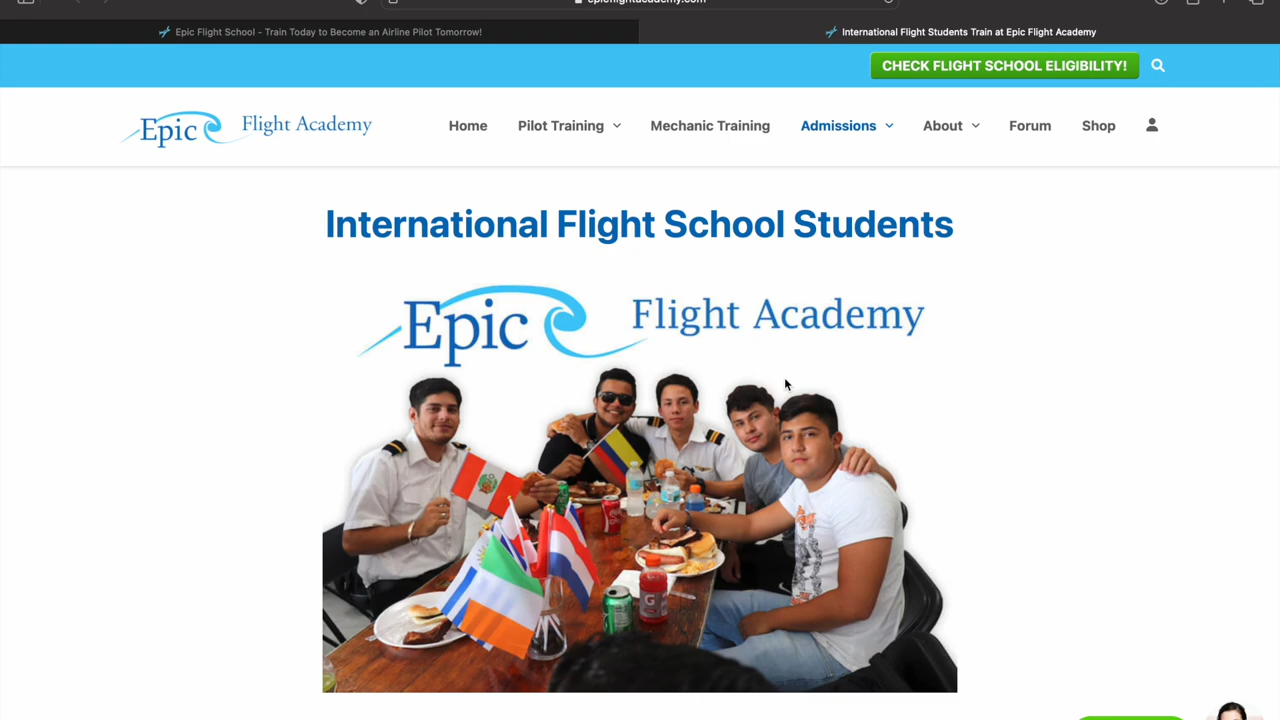 epicflightacademy.com
Epic Flight School - Train Today to Become an Airline Pilot Tomorrow!
International Flight Students Train at Epic Flight Academy
CHECK FLIGHT SCHOOL ELIGIBILITY!
Epic Flight Academy
Home
Pilot Training
Mechanic Training
Admissions
About
Forum
Shop
International Flight School Students
Epic Flight Academy
G